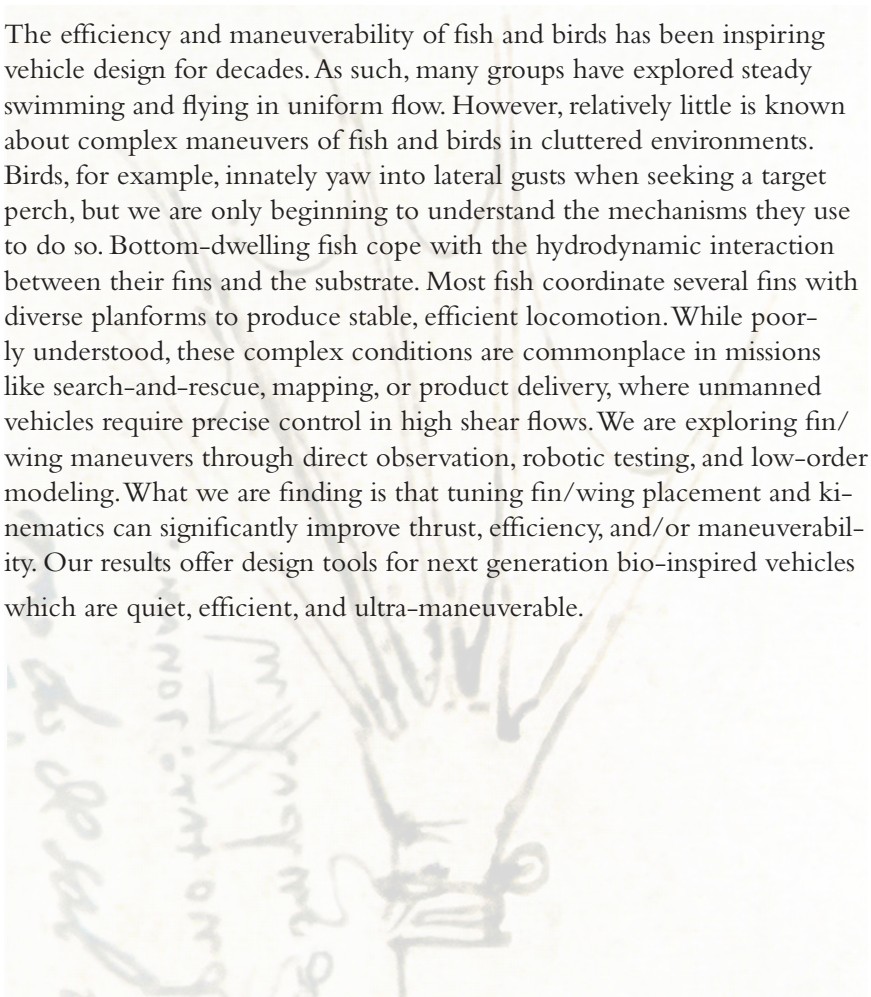 The efficiency and maneuverability of fish and birds has been inspiring
vehicle design for decades. As such, many groups have explored steady
swimming and flying in uniform flow. However, relatively little is known
about complex maneuvers of fish and birds in cluttered environments.
Birds, for example, innately yaw into lateral gusts when seeking a target
perch, but we are only beginning to understand the mechanisms they use
to do so. Bottom-dwelling fish cope with the hydrodynamic interaction
between their fins and the substrate. Most fish coordinate several fins with
diverse planforms to produce stable, efficient locomotion. While poor-
ly understood, these complex conditions are commonplace in missions
like search-and-rescue, mapping, or product delivery, where unmanned
vehicles require precise control in high shear flows. We are exploring fin/
wing maneuvers through direct observation, robotic testing, and low-order
modeling. What we are finding is that tuning fin/wing placement and ki-
nematics can significantly improve thrust, efficiency, and/or maneuverabil-
ity. Our results offer design tools for next generation bio-inspired vehicles
which are quiet, efficient, and ultra-maneuverable.